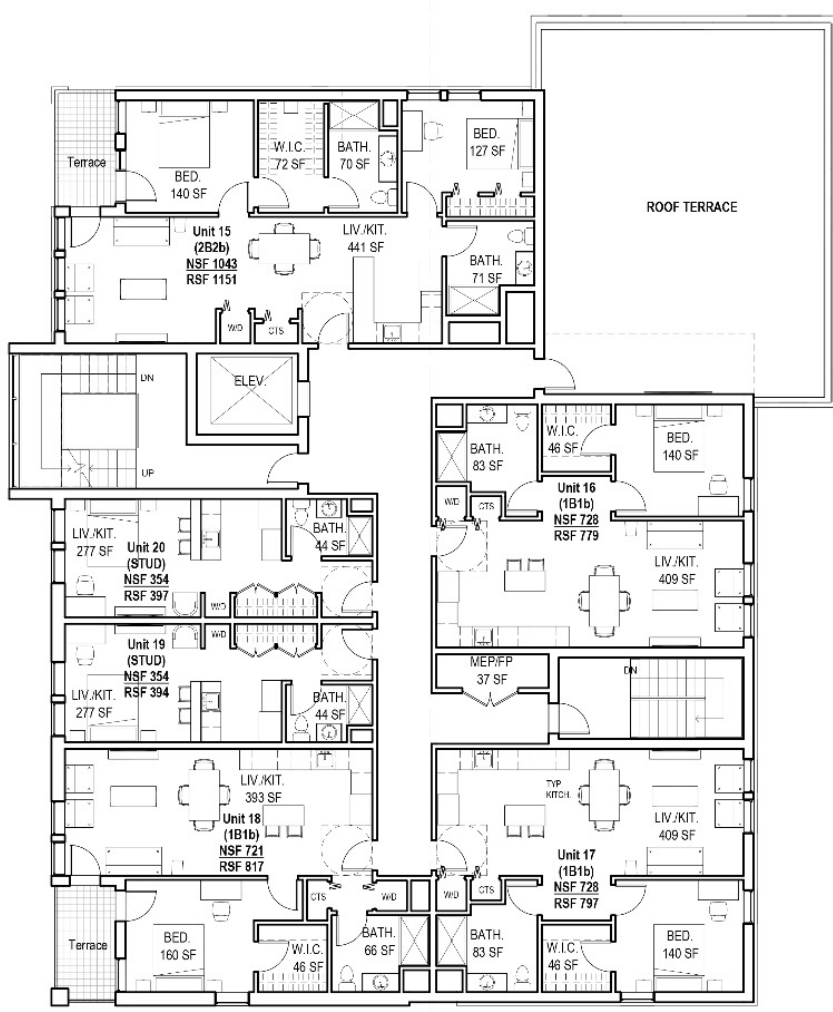 Terrace
BED.
140 SF
W.I.C.
72 SF
BATH.
70 SF
BED.
127 SF
ROOF TERRACE
Unit 15
(2B2b)
NSF 1043
RSF 1151
LIV./KIT.
441 SF
BATH.
71 SF
W/D
CTS
DN
UP
ELEV.
BATH.
83 SF
W.I.C.
46 SF
BED.
140 SF
W/D
CTS
Unit 16
(1B1b)
NSF 728
RSF 779
LIV./KIT.
409 SF
LIV./KIT.
277 SF
Unit 20
(STUD)
NSF 354
RSF 397
BATH.
44 SF
W/D
Unit 19
(STUD)
NSF 354
RSF 394
W/D
LIV./KIT.
277 SF
BATH.
44 SF
MEP/FP
37 SF
DN
LIV./KIT.
393 SF
Unit 18
(1B1b)
NSF 721
RSF 817
TYP
KITCH.
LIV./KIT.
409 SF
Unit 17
(1B1b)
NSF 728
RSF 797
CTS
W/D
W/D
CTS
Terrace
BED.
160 SF
W.I.C.
46 SF
BATH.
66 SF
BATH.
83 SF
W.I.C.
46 SF
BED.
140 SF